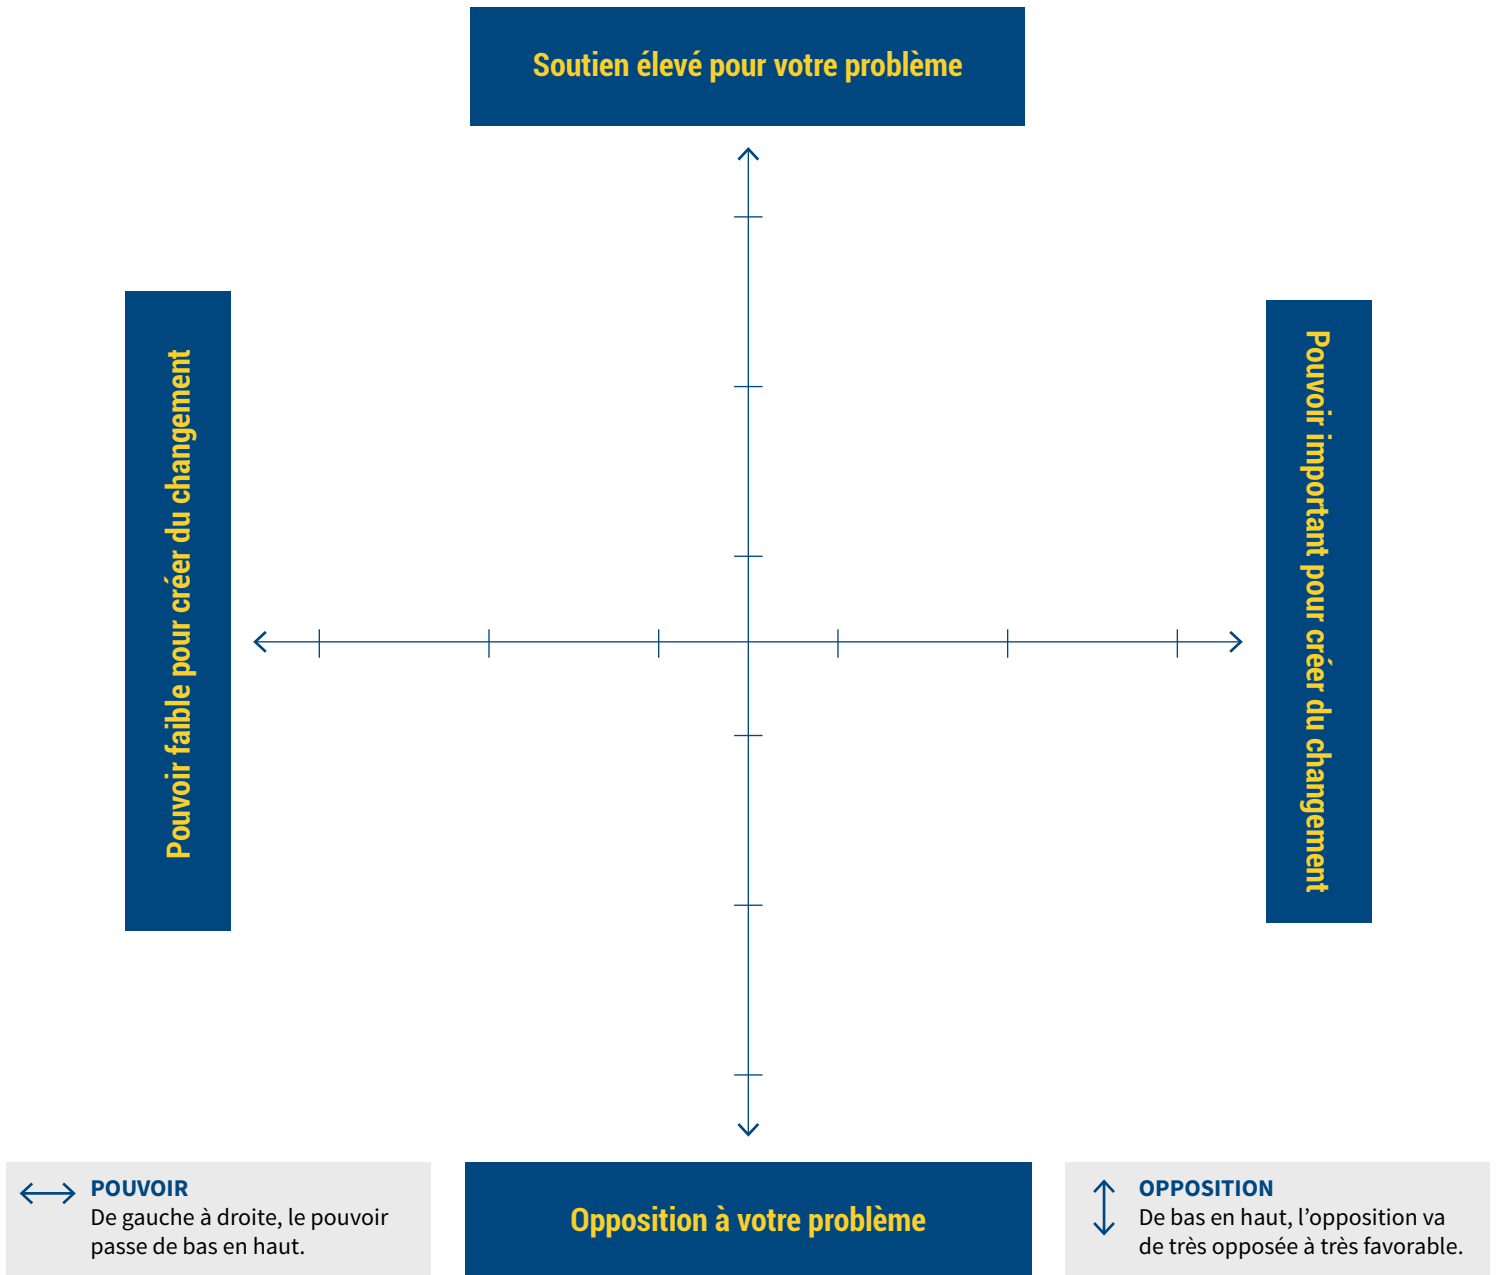 Soutien élevé pour votre problème
Pouvoir faible pour créer du changement
Pouvoir important pour créer du changement
POUVOIR
De gauche à droite, le pouvoir
passe de bas en haut.
Opposition à votre problème
OPPOSITION
De bas en haut, l’opposition va
de très opposée à très favorable.